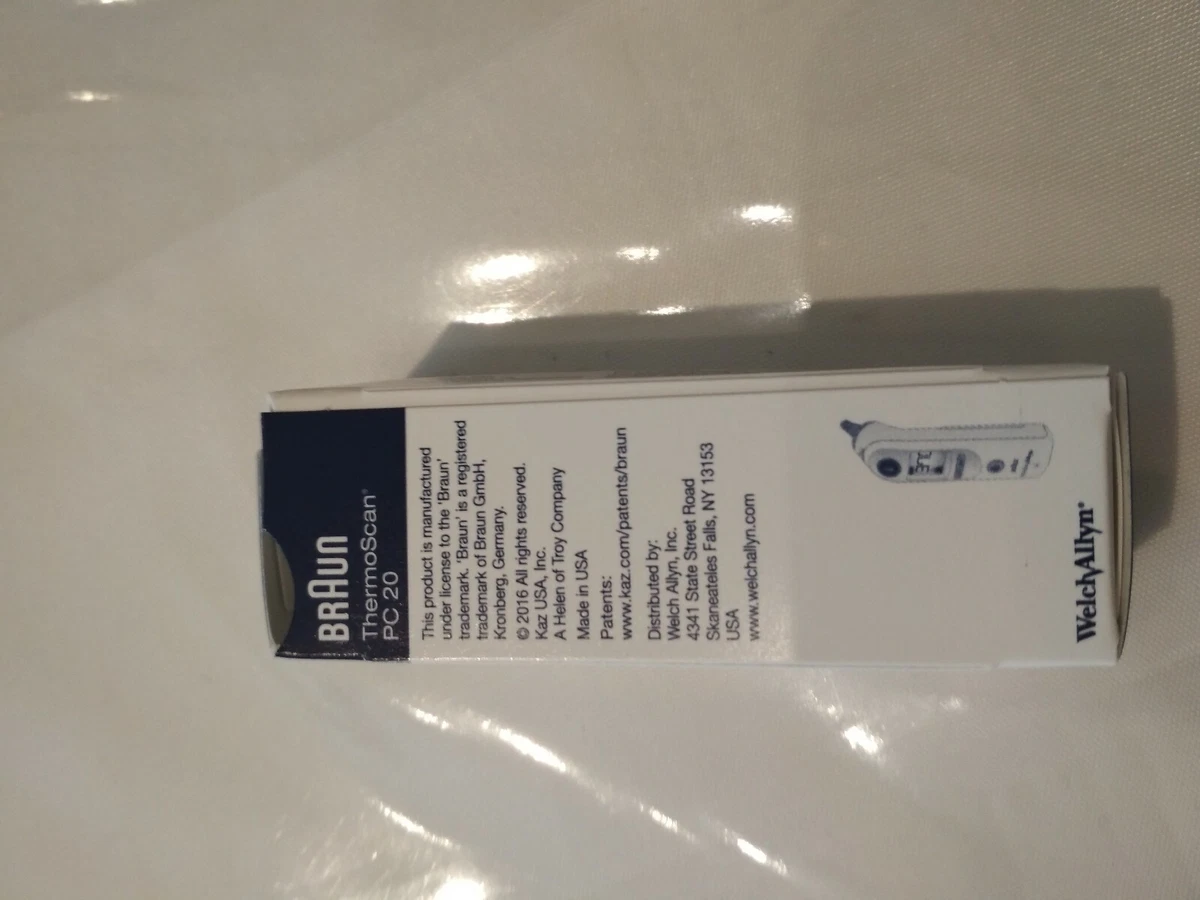 BRAUN
ThermoScan®
PC 20
This product is manufactured
under license to the 'Braun'
trademark. 'Braun' is a registered
trademark of Braun GmbH,
Kronberg, Germany.
© 2016 All rights reserved.
Kaz USA, Inc.
A Helen of Troy Company
Made in USA
Patents:
www.kaz.com/patents/braun
Distributed by:
Welch Allyn, Inc.
4341 State Street Road
Skaneateles Falls, NY 13153
USA
www.welchallyn.com
WelchAllyn®